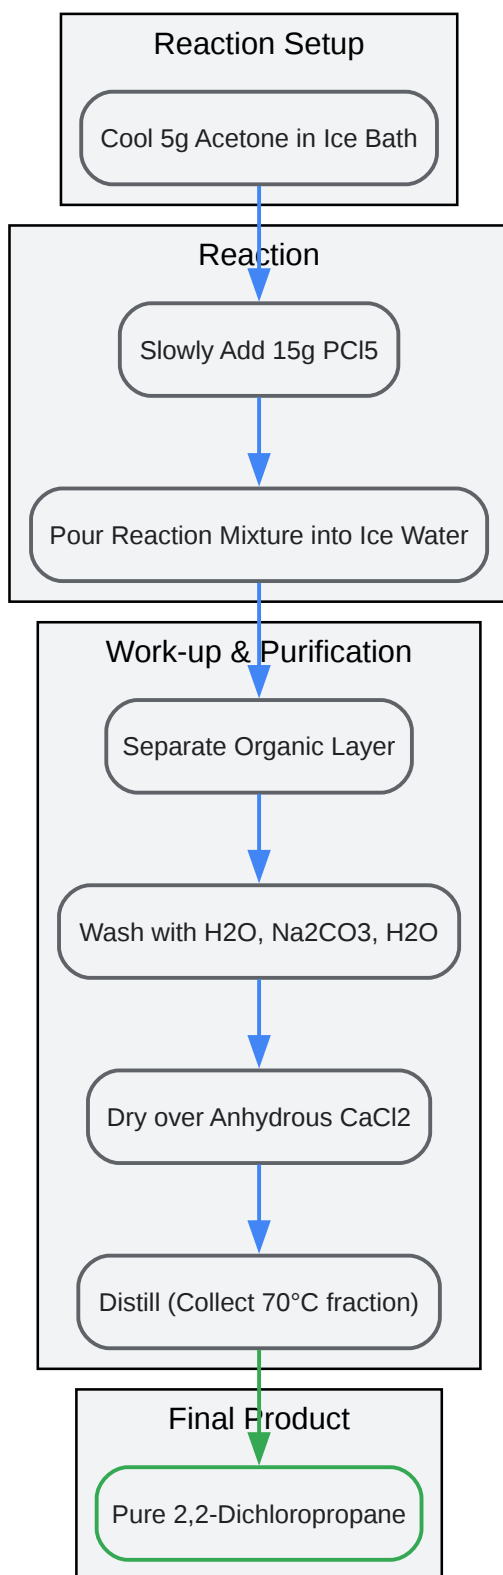 Reaction Setup
Cool 5g Acetone in Ice Bath
Reaction
Slowly Add 15g PCl5
Pour Reaction Mixture into Ice Water
Work-up & Purification
Separate Organic Layer
Wash with H2O, Na2CO3, H2O
Dry over Anhydrous CaCl2
Distill (Collect 70°C fraction)
Final Product
Pure 2,2-Dichloropropane